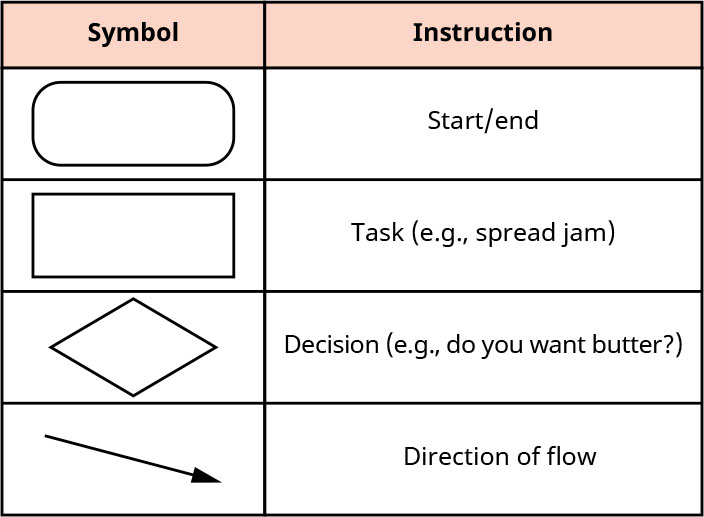 Symbol
Instruction
Start/end
Task (e.g., spread jam)
Decision (e.g., do you want butter?)
Direction of flow